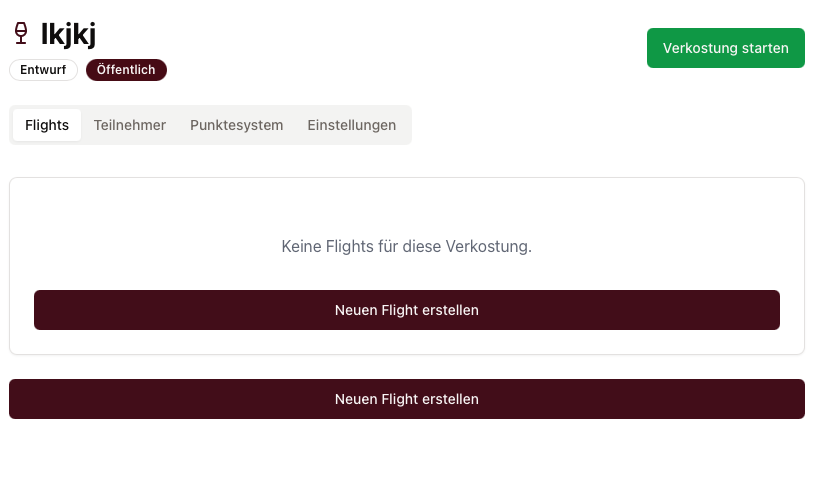 lkjkj
Entwurf
Öffentlich
Verkostung starten
Flights
Teilnehmer
Punktesystem
Einstellungen
Keine Flights für diese Verkostung.
Neuen Flight erstellen
Neuen Flight erstellen